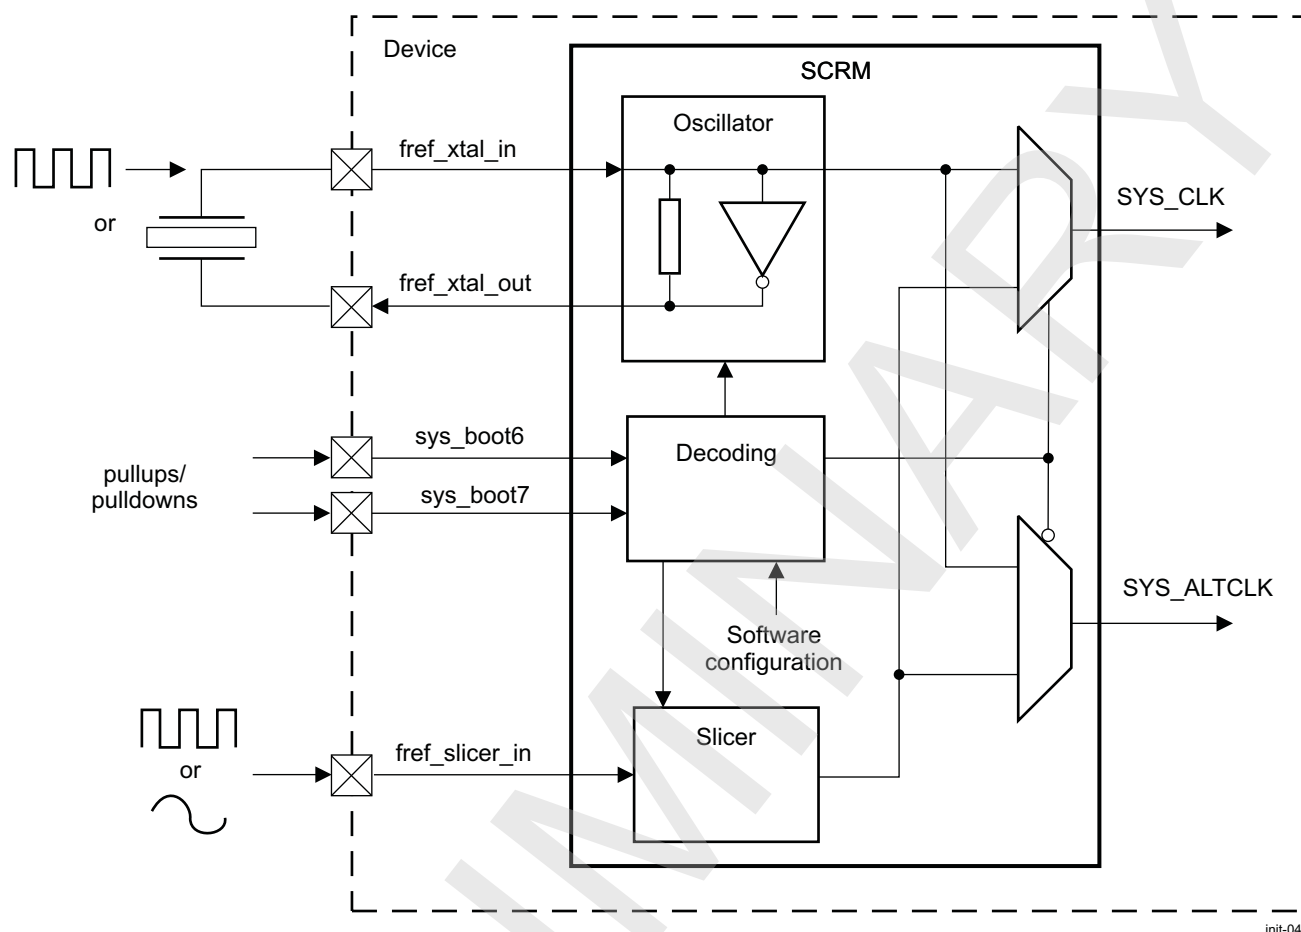 Device
SCRM
Oscillator
fref_xtal_in
SYS_CLK
or
fref_xtal_out
sys_boot6
Decoding
pullups/
pulldowns
sys_boot7
SYS_ALTCLK
Software
configuration
Slicer
fref_slicer_in
or
init-04